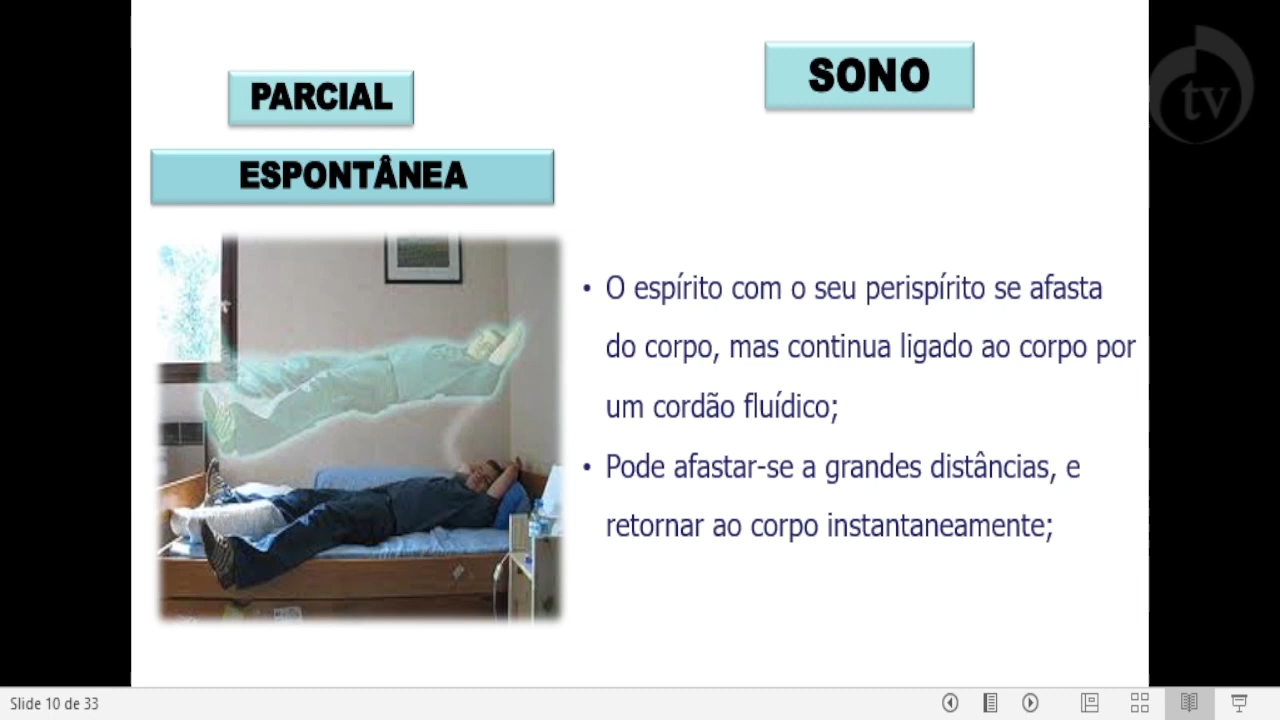 PARCIAL
SONO
ESPONTÂNEA
• O espírito com o seu perispírito se afasta
do corpo, mas continua ligado ao corpo por
um cordão fluídico;
• Pode afastar-se a grandes distâncias, e
retornar ao corpo instantaneamente;
tv
Slide 10 de 33